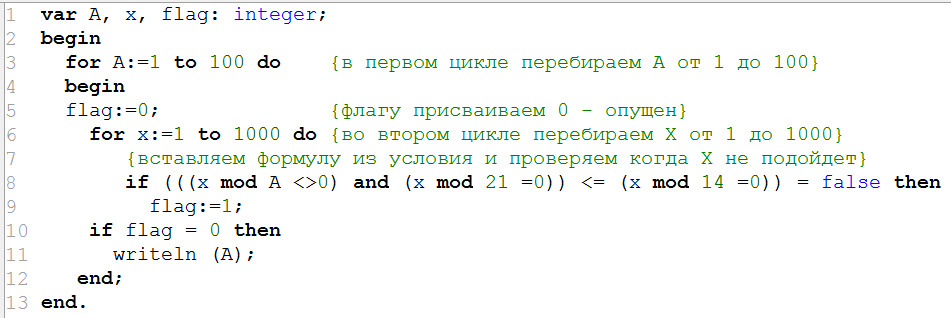 1 var A, x, flag: integer;
2 begin
3 for A:=1 to 100 do {в первом цикле перебираем А от 1 до 100}
4 begin
5 flag:=0; {флагу присваиваем 0 - опущен}
6 for x:=1 to 1000 do {во втором цикле перебираем Х от 1 до 1000}
7 {вставляем формулу из условия и проверяем когда Х не подойдет}
8 if (((x mod A <>0) and (x mod 21 =0)) <= (x mod 14 =0)) = false then
9 flag:=1;
10 if flag = 0 then
11 writeln (A);
12 end;
13 end.